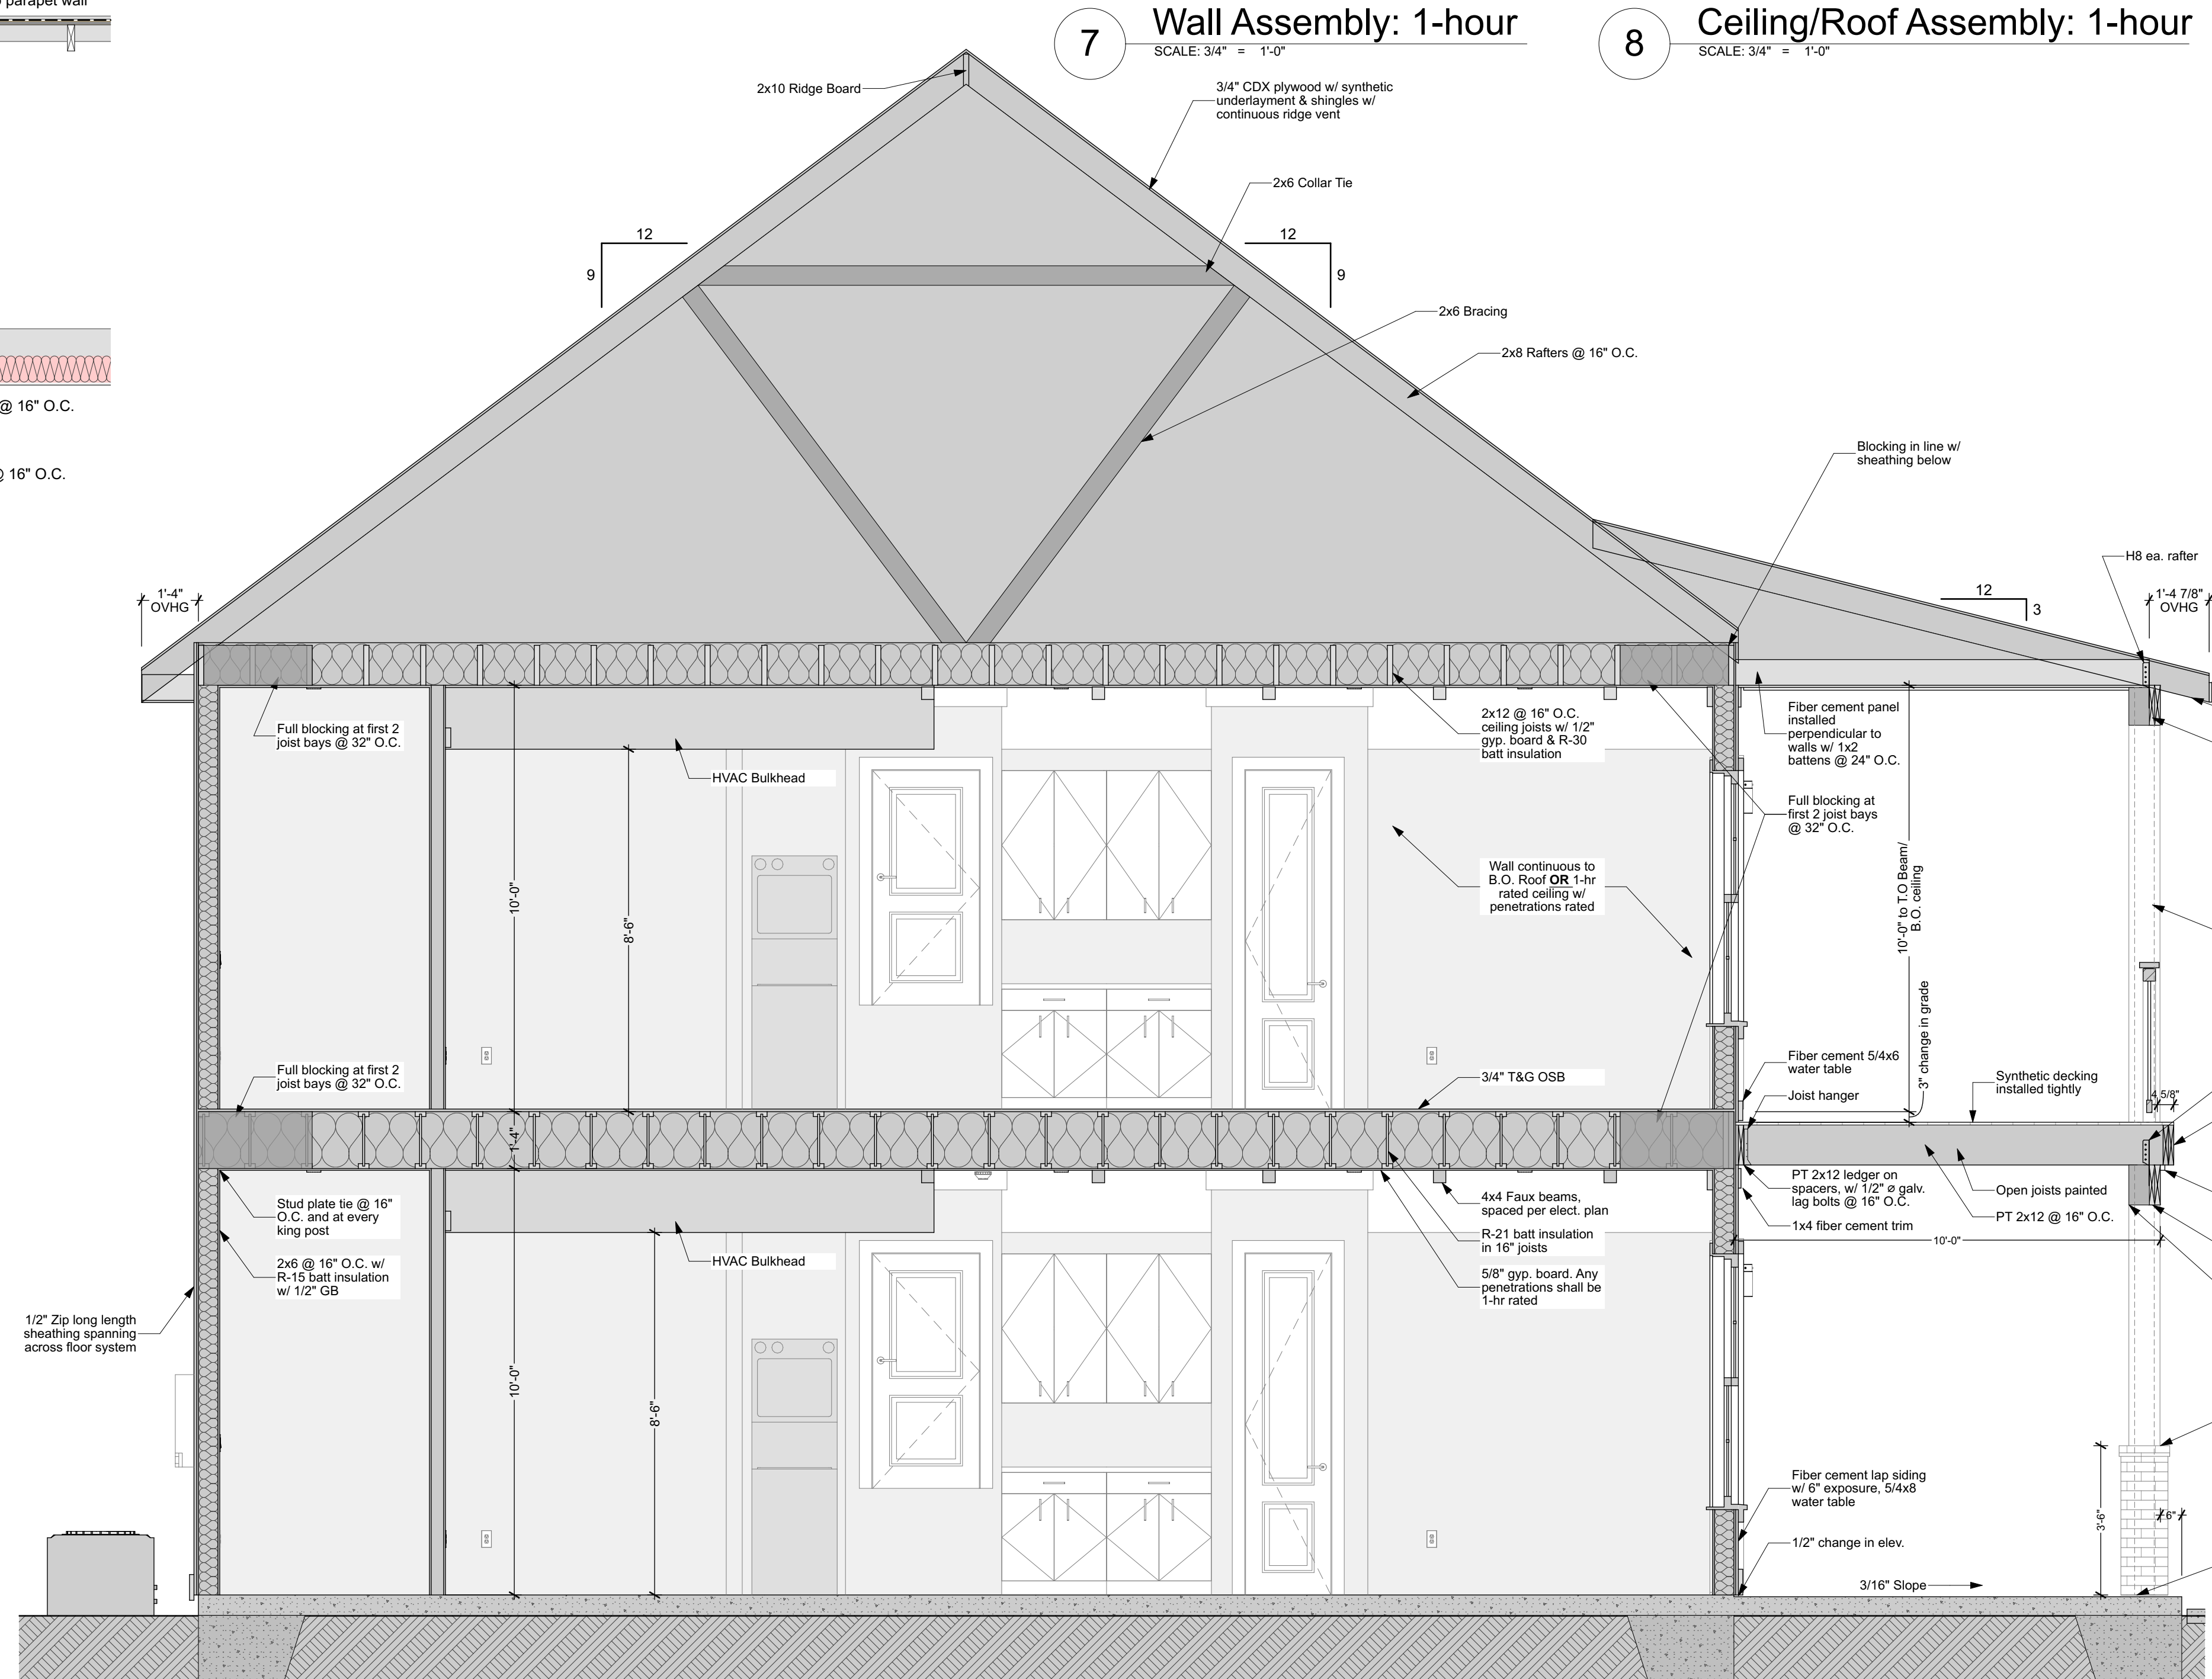 parapet wall
7
Wall Assembly: 1-hour
SCALE: 3/4" = 1'-0"
8
Ceiling/Roof Assembly: 1-hour
SCALE: 3/4" = 1'-0"
2x10 Ridge Board
3/4" CDX plywood w/ synthetic
underlayment & shingles w/
continuous ridge vent
2x6 Collar Tie
12
9
12
9
2x6 Bracing
2x8 Rafters @ 16" O.C.
@ 16" O.C.
@ 16" O.C.
Blocking in line w/
sheathing below
H8 ea. rafter
1'-4"
OVHG
12
3
1'-4 7/8"
OVHG
Full blocking at first 2
joist bays @ 32" O.C.
HVAC Bulkhead
2x12 @ 16" O.C.
ceiling joists w/ 1/2"
gyp. board & R-30
batt insulation
Fiber cement panel
installed
perpendicular to
walls w/ 1x2
battens @ 24" O.C.
Full blocking at
first 2 joist bays
@ 32" O.C.
10'-0"
8'-6"
Wall continuous to
B.O. Roof OR 1-hr
rated ceiling w/
penetrations rated
10'-0" to T.O Beam/
B.O. ceiling
3" change in grade
Full blocking at first 2
joist bays @ 32" O.C.
3/4" T&G OSB
Fiber cement 5/4x6
water table
Joist hanger
Synthetic decking
installed tightly
4 5/8"
1'-4"
Stud plate tie @ 16"
O.C. and at every
king post
2x6 @ 16" O.C. w/
R-15 batt insulation
w/ 1/2" GB
HVAC Bulkhead
4x4 Faux beams,
spaced per elect. plan
R-21 batt insulation
in 16" joists
5/8" gyp. board. Any
penetrations shall be
1-hr rated
PT 2x12 ledger on
spacers, w/ 1/2" ø galv.
lag bolts @ 16" O.C.
1x4 fiber cement trim
Open joists painted
PT 2x12 @ 16" O.C.
10'-0"
1/2" Zip long length
sheathing spanning
across floor system
10'-0"
8'-6"
Fiber cement lap siding
w/ 6" exposure, 5/4x8
water table
1/2" change in elev.
3/16" Slope
3'-6"
6"